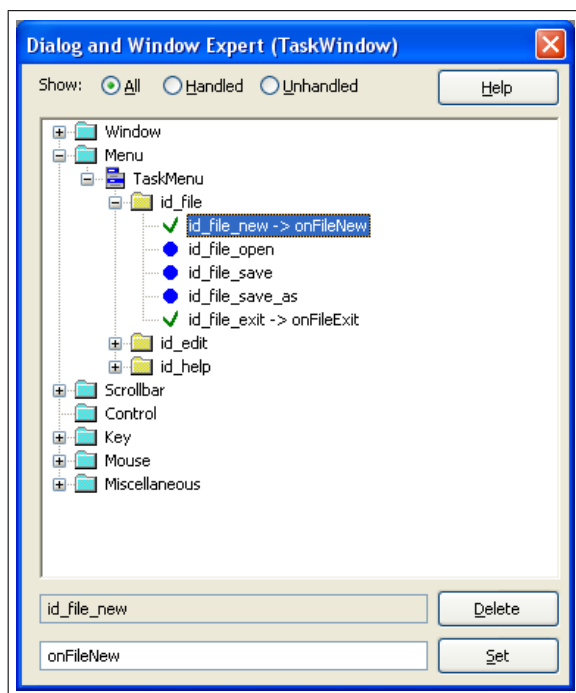 Dialog and Window Expert (TaskWindow)
Show: All Handled Unhandled Help
Window
Menu
TaskMenu
id_file
id_file_new -> onFileNew
id_file_open
id_file_save
id_file_save_as
id_file_exit -> onFileExit
id_edit
id_help
Scrollbar
Control
Key
Mouse
Miscellaneous
id_file_new Delete
onFileNew Set